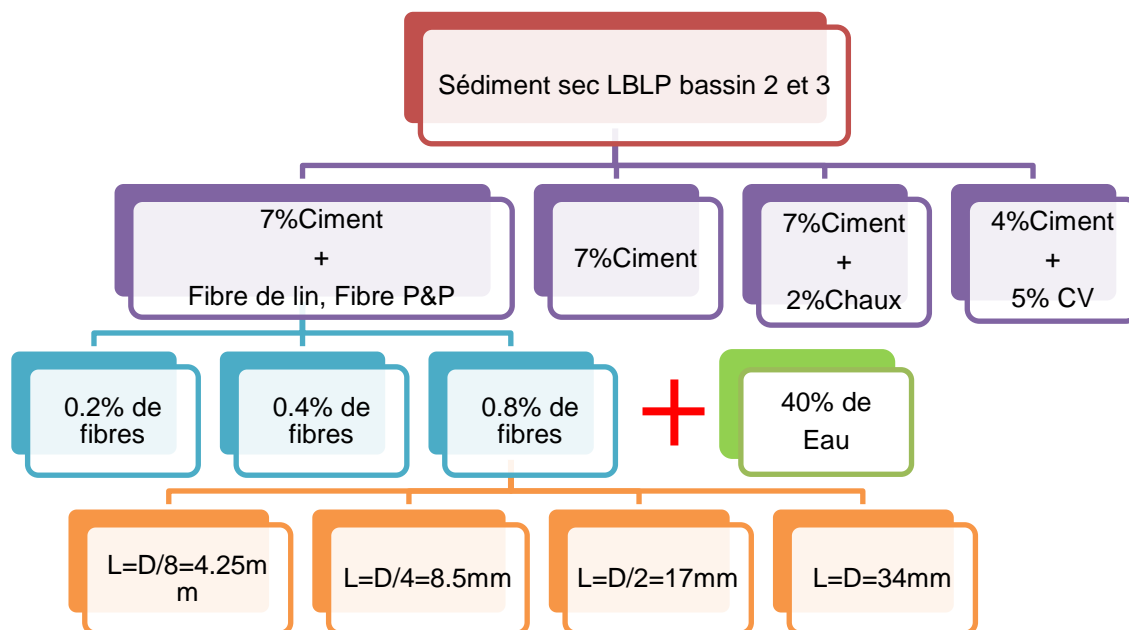 Sédiment sec LBLP bassin 2 et 3
7%Ciment
+
Fibre de lin, Fibre P&P
7%Ciment
7%Ciment
+
2%Chaux
4%Ciment
+
5% CV
0.2% de
fibres
0.4% de
fibres
0.8% de
fibres
+
40% de
Eau
L=D/8=4.25m
m
L=D/4=8.5mm
L=D/2=17mm
L=D=34mm